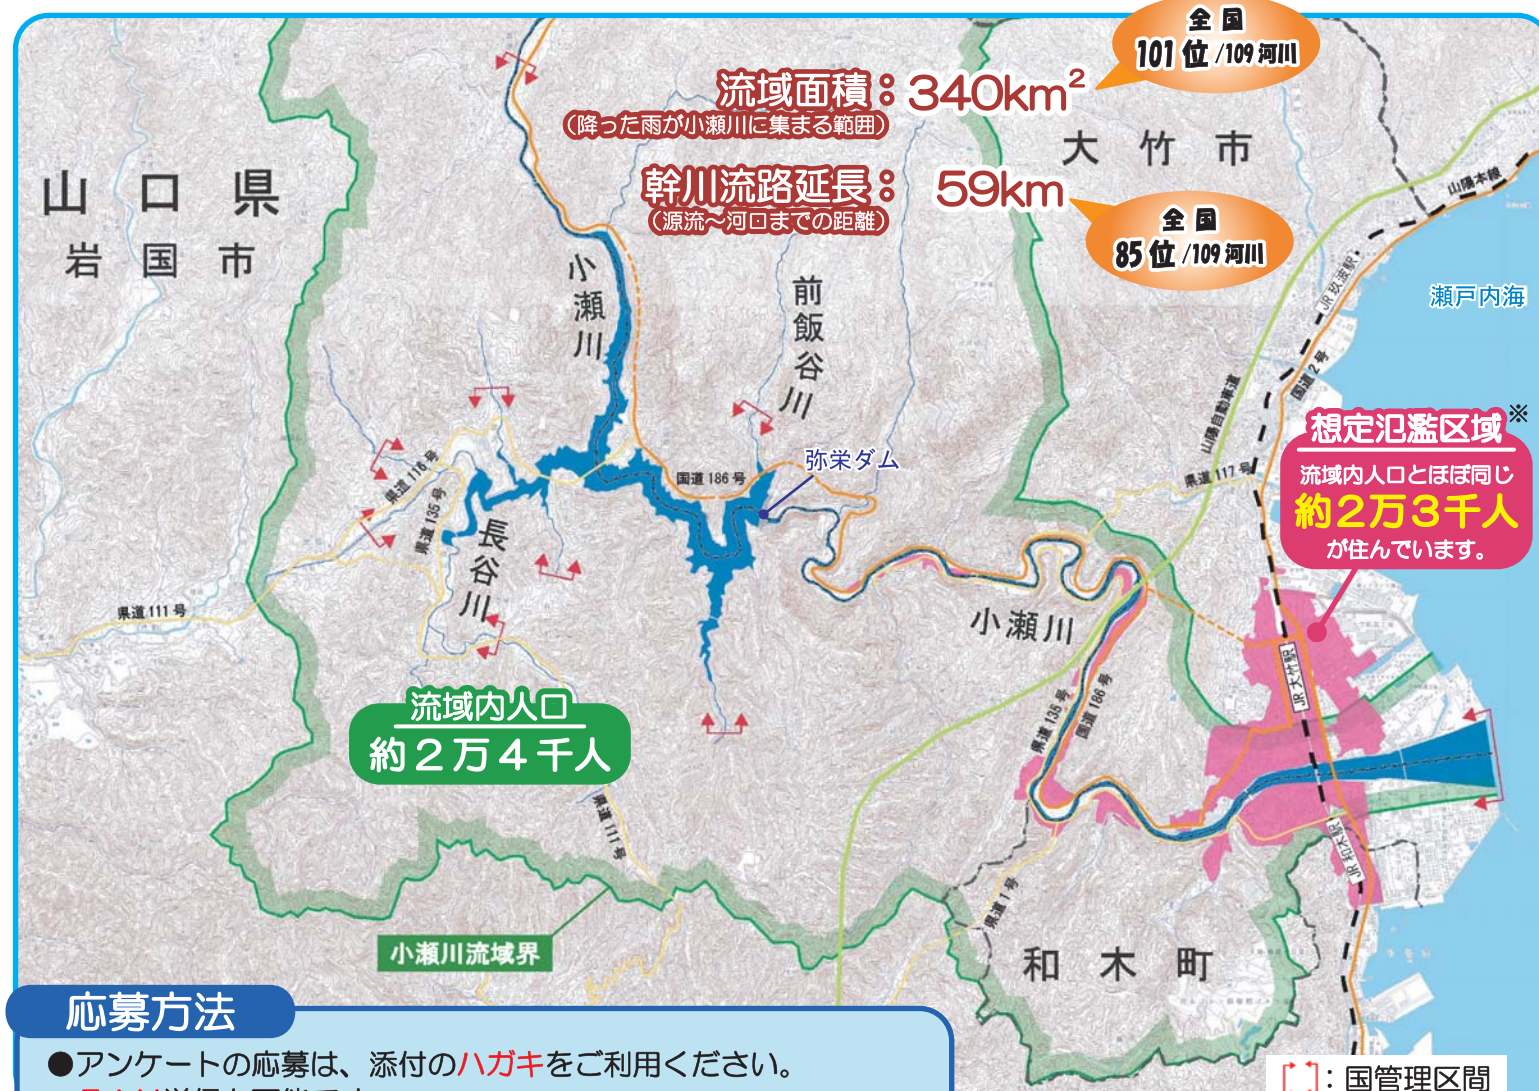 全国
101位/109河川
流域面積：340km²
（降った雨が小瀬川に集まる範囲）
大竹市
山陽本線
山口県
岩国市
幹川流路延長：59km
（源流～河口までの距離）
全国
85位/109河川
小瀬川
前飯谷川
JR玖波駅
瀬戸内海
国道2号
山陽自動車道
想定氾濫区域※
流域内人口とほぼ同じ
約2万3千人
が住んでいます。
弥栄ダム
国道186号
県道117号
県道116号
県道135号
長谷川
県道111号
小瀬川
JR大竹駅
県道135号
国道186号
流域内人口
約2万4千人
県道111号
JR和木駅
県道1号
小瀬川流域界
和木町
応募方法
●アンケートの応募は、添付のハガキをご利用ください。
：国管理区間